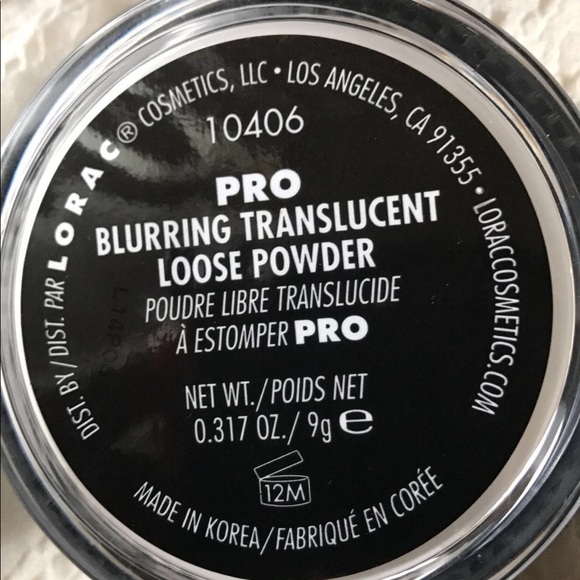 DIST. BY/DIST. PAR LORAC® COSMETICS, LLC • LOS ANGELES, CA 91355 • LORACCOSMETICS.COM
10406
PRO
BLURRING TRANSLUCENT
LOOSE POWDER
POUDRE LIBRE TRANSLUCIDE
À ESTOMPER PRO
NET WT./POIDS NET
0.317 OZ./ 9g e
12M
MADE IN KOREA/FABRIQUÉ EN CORÉE